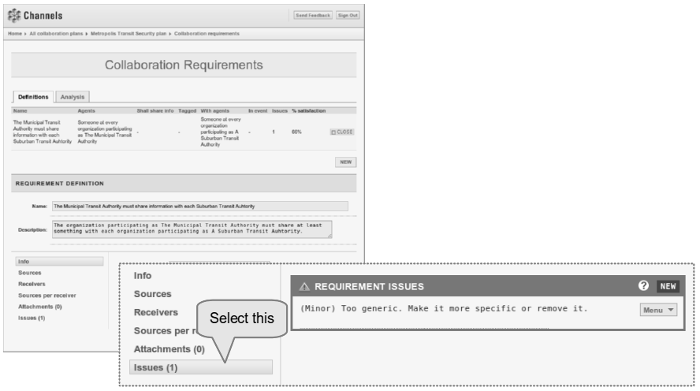 Channels
Send Feedback Sign Out
Home › All collaboration plans › Metropolis Transit Security plan › Collaboration requirements
Collaboration Requirements
Definitions Analysis
Name Agents Shall share info Tagged With agents In event Issues % satisfaction
The Municipal Transit Authority must share information with each Suburban Transit Authority
Someone at every organization participating as The Municipal Transit Authority
- - Someone at every organization participating as A Suburban Transit Authority - 1 80% CLOSE
NEW
REQUIREMENT DEFINITION
Name: The Municipal Transit Authority must share information with each Suburban Transit Authority
Description: The organization participating as The Municipal Transit Authority must share at least
something with each organization participating as A Suburban Transit Auhtority.
Info
Sources
Receivers
Sources per receiver
Attachments (0)
Issues (1)
Info
Sources
Receivers
Sources per r
Attachments (0)
Issues (1)
Select this
REQUIREMENT ISSUES ? NEW
(Minor) Too generic. Make it more specific or remove it.
Menu